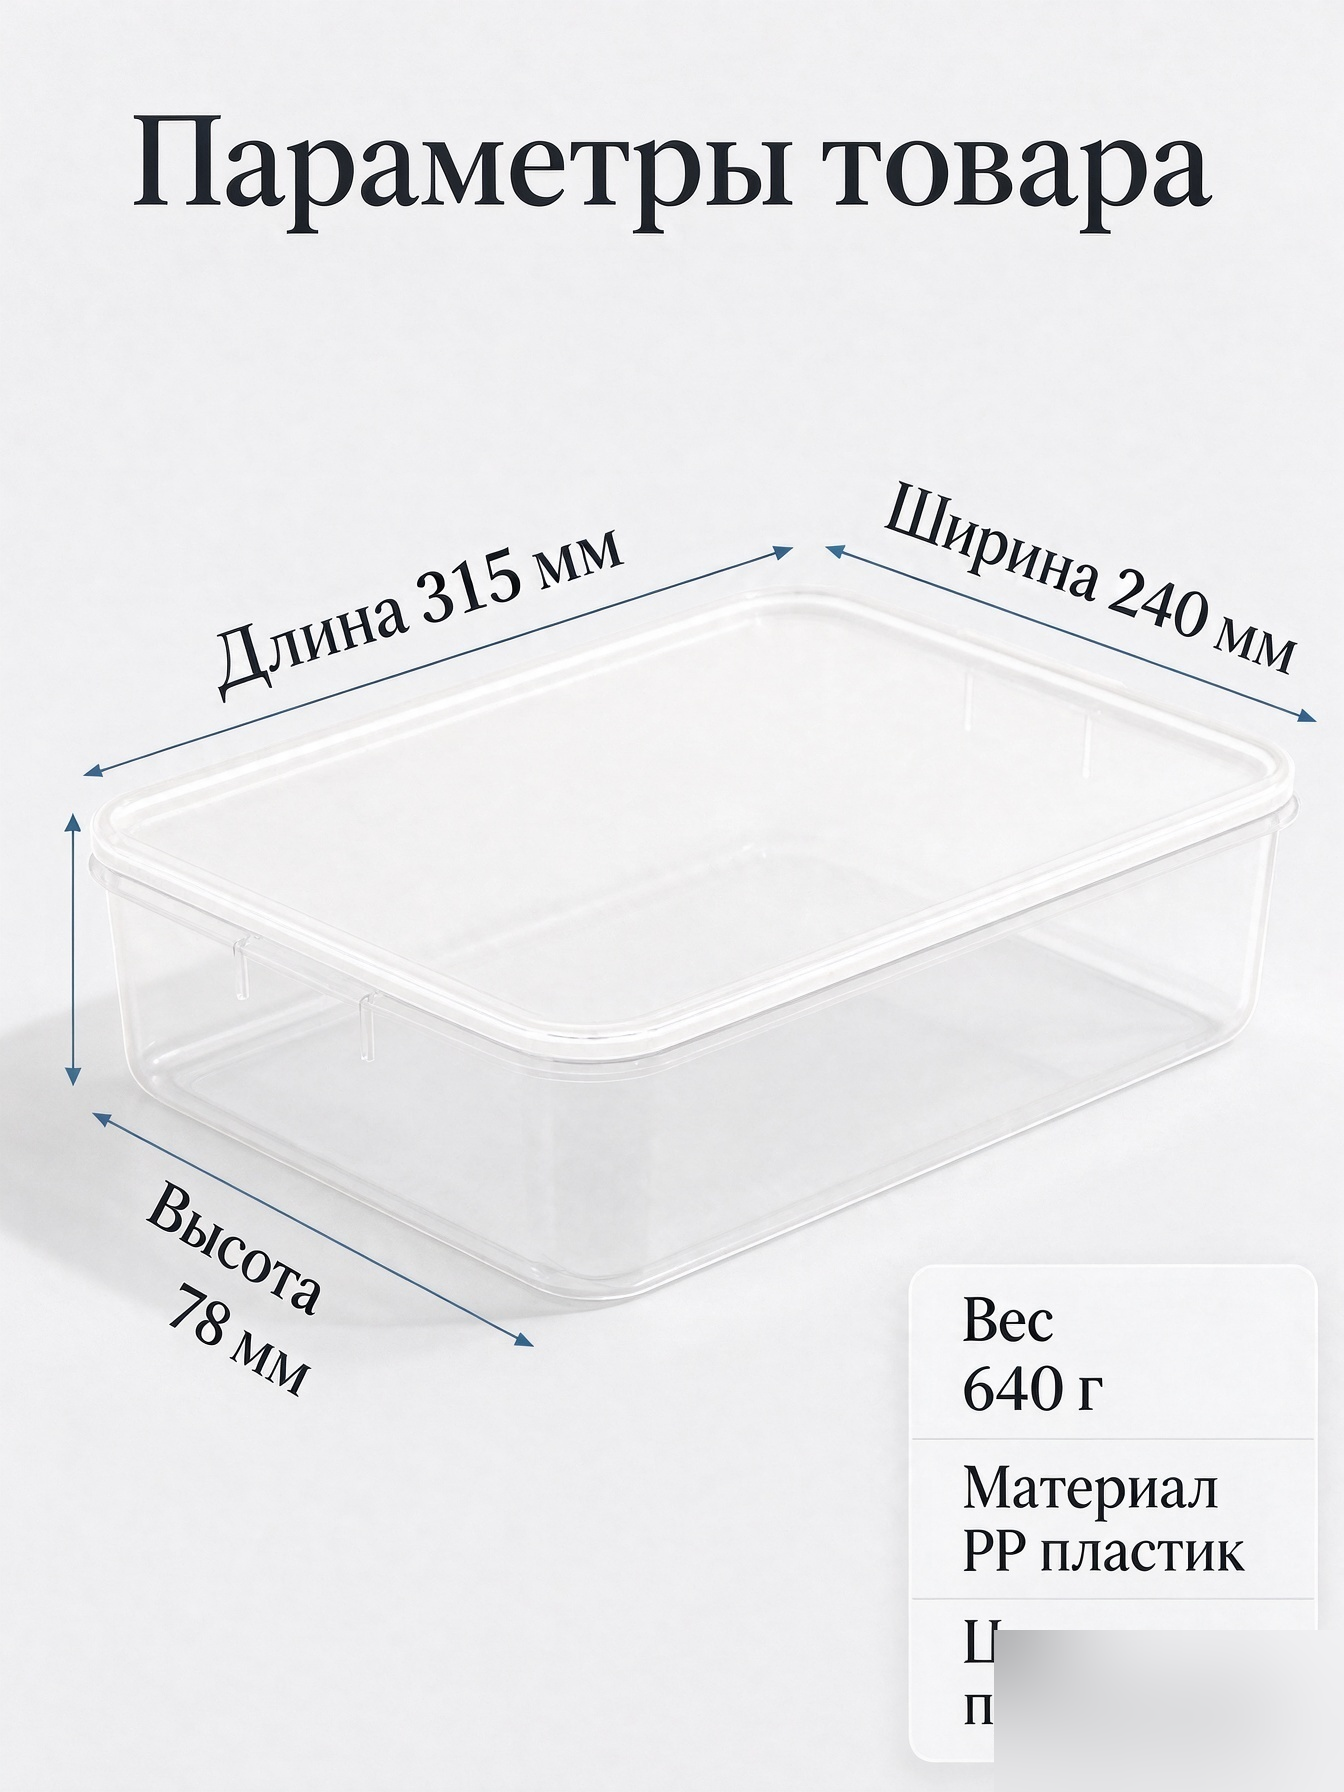 Параметры товара
Длина 315 мм
Ширина 240 мм
Высота
78 мм
Вес
640 г
Материал
PP пластик